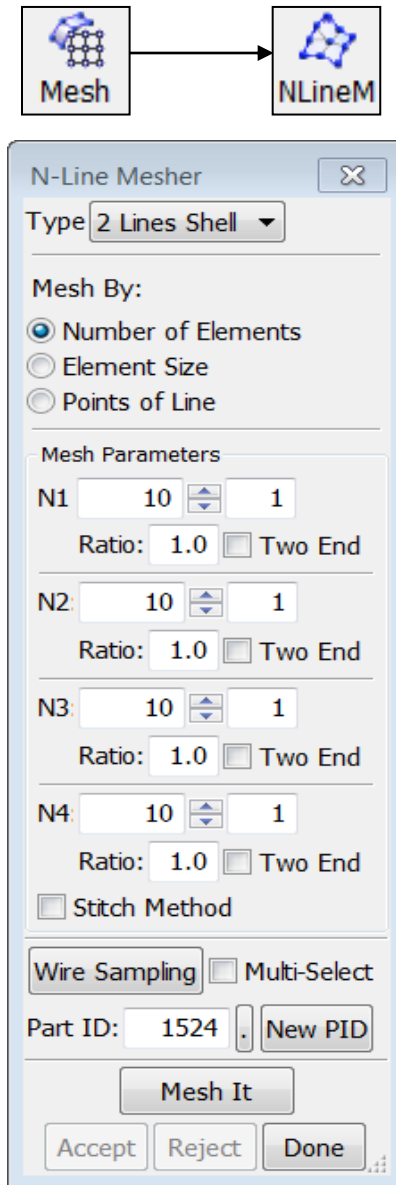 Mesh NLineM
N-Line Mesher
Type 2 Lines Shell
Mesh By:
Number of Elements
Element Size
Points of Line
Mesh Parameters
N1 10 1
Ratio: 1.0 Two End
N2: 10 1
Ratio: 1.0 Two End
N3: 10 1
Ratio: 1.0 Two End
N4: 10 1
Ratio: 1.0 Two End
Stitch Method
Wire Sampling Multi-Select
Part ID: 1524 . New PID
Mesh It
Accept Reject Done